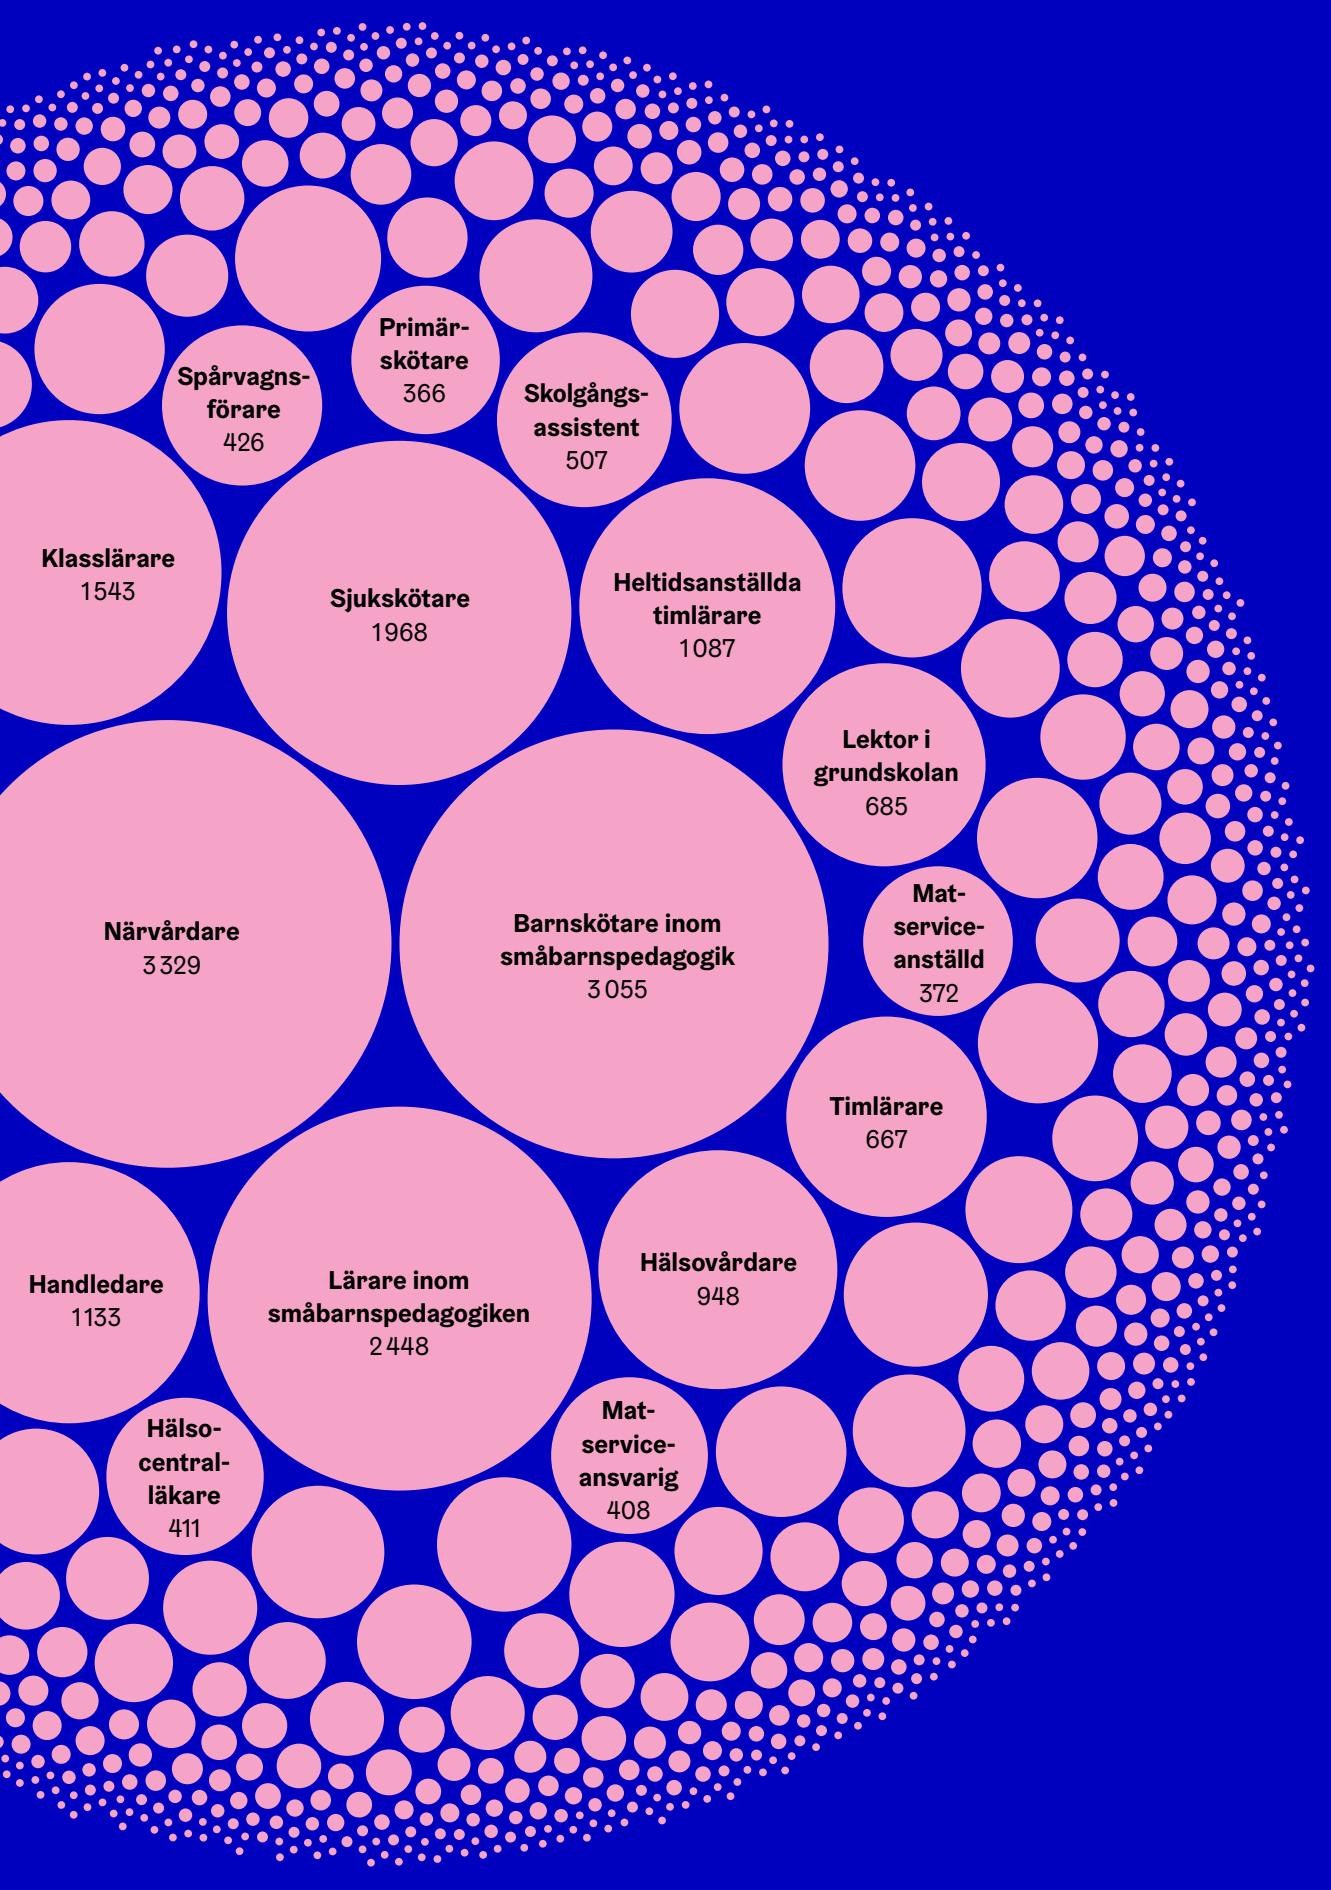 Primär-
skötare
366
Spårvagns-
förare
426
Skolgångs-
assistent
507
Klasslärare
1543
Sjukskötare
1968
Heltidsanställda
timlärare
1087
Lektor i
grundskolan
685
Mat-
service-
anställd
372
Närvårdare
3 329
Barnskötare inom
småbarnspedagogik
3 055
Timlärare
667
Handledare
1133
Lärare inom
småbarnspedagogiken
2 448
Hälsovårdare
948
Hälso-
central-
läkare
411
Mat-
service-
ansvarig
408